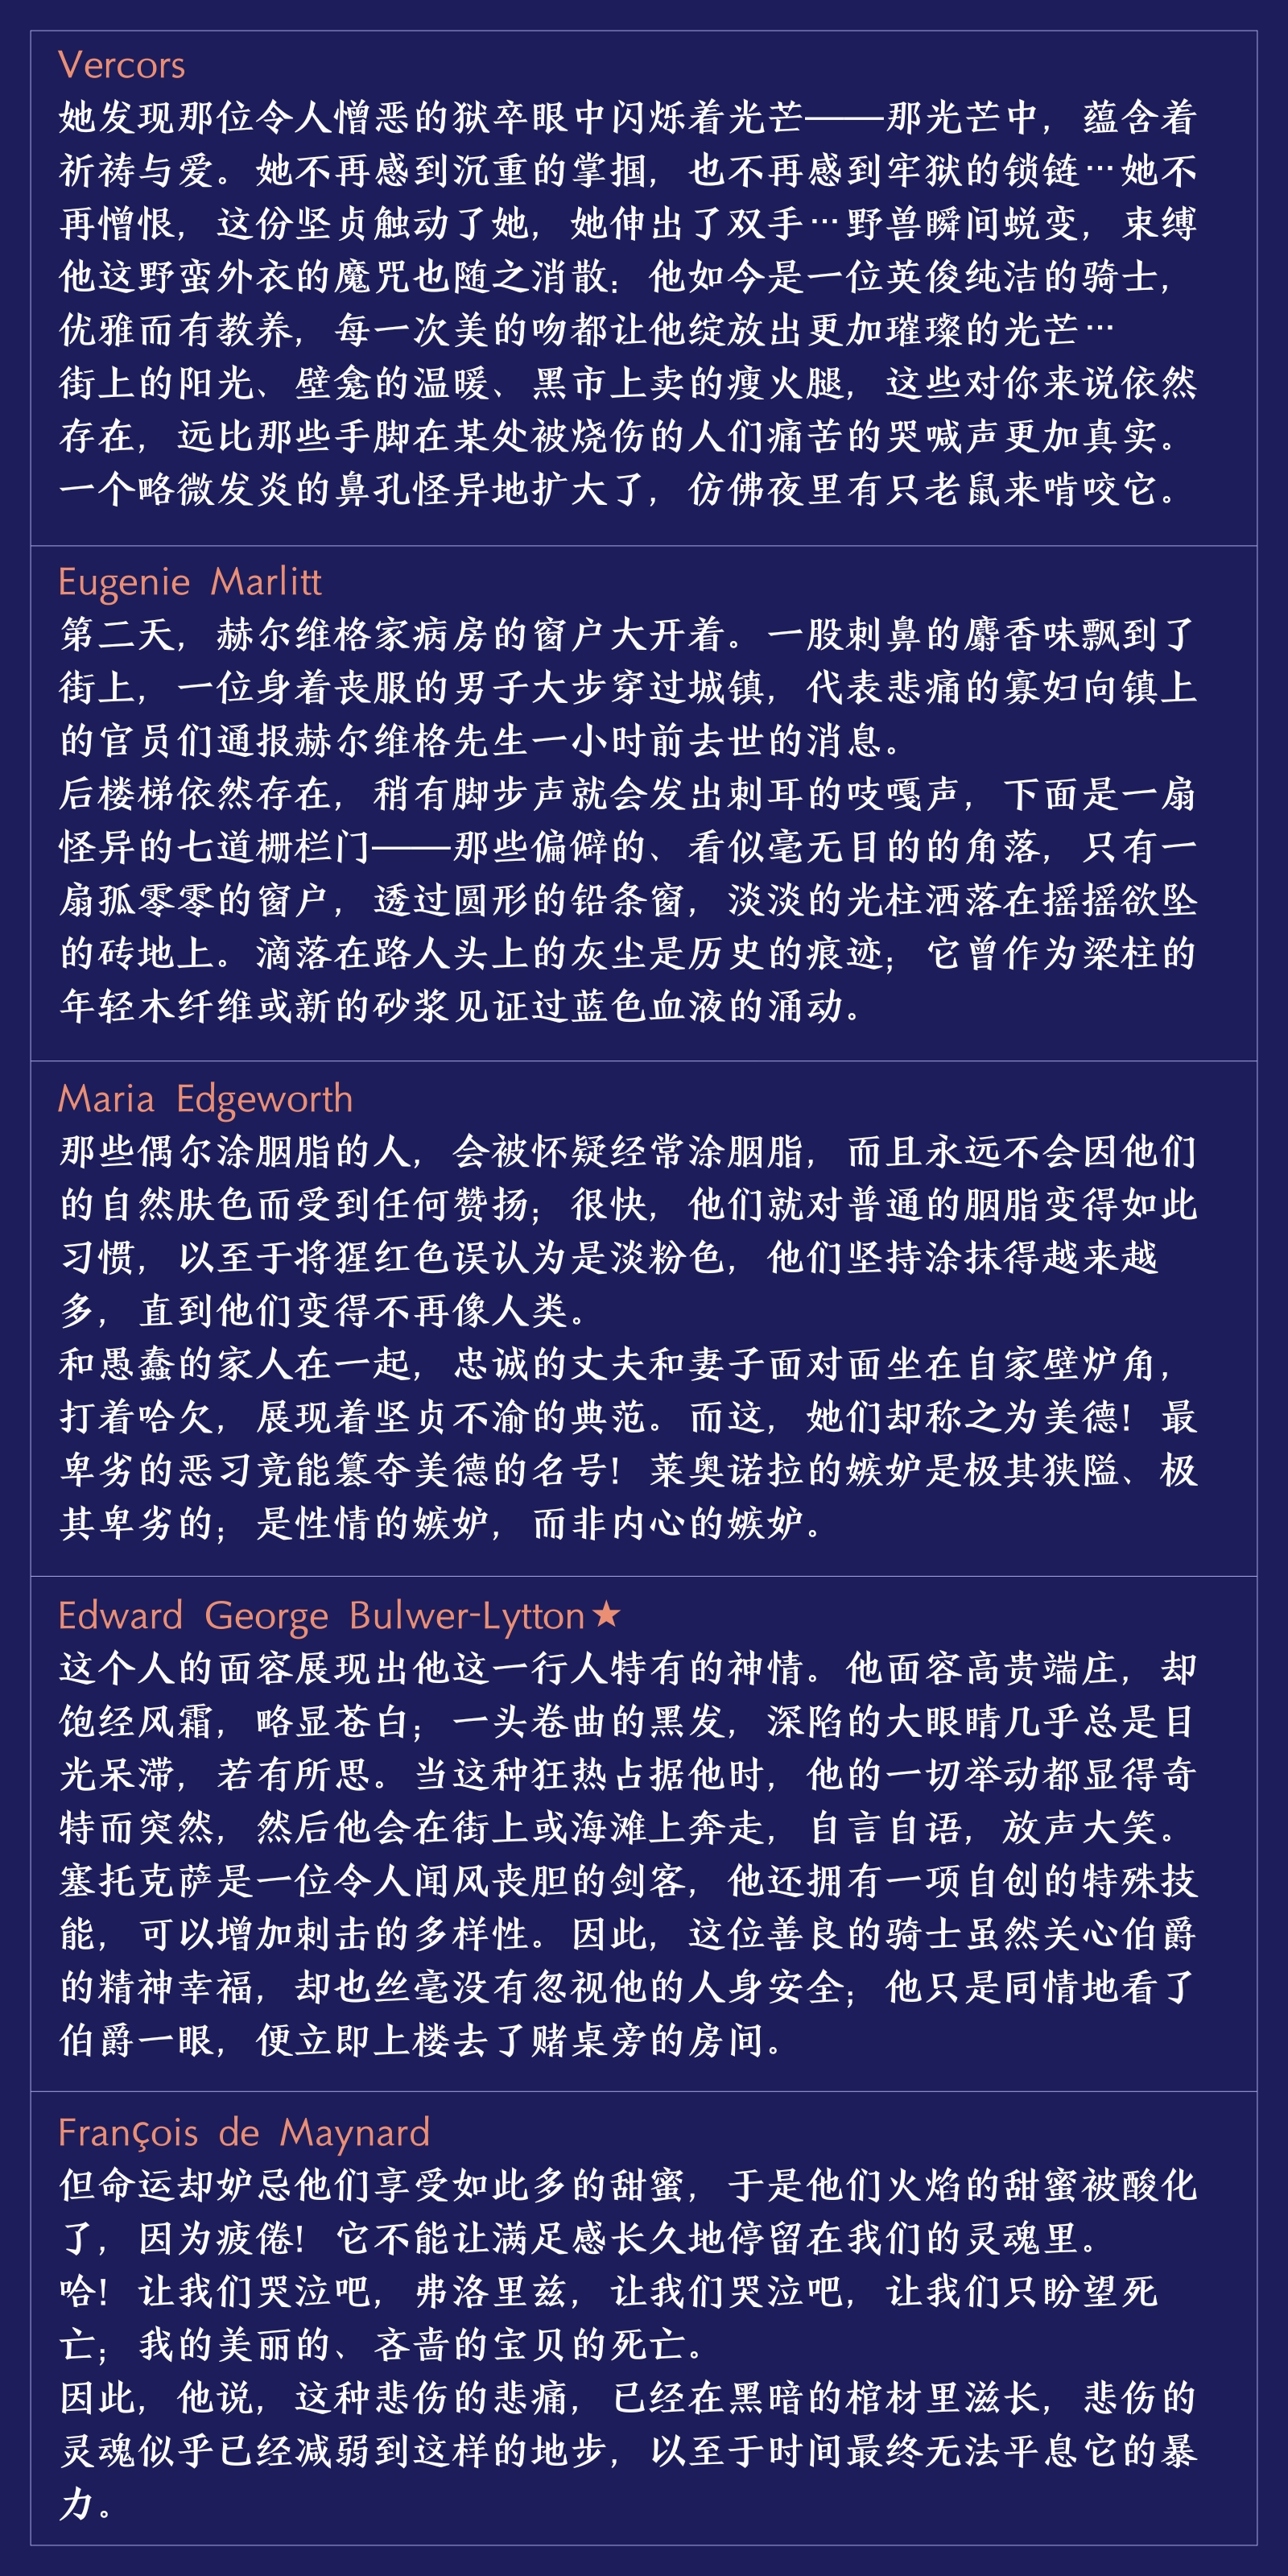 Vercors
她发现那位令人憎恶的狱卒眼中闪烁着光芒——那光芒中，蕴含着
祈祷与爱。她不再感到沉重的掌掴，也不再感到牢狱的锁链…她不
再憎恨，这份坚贞触动了她，她伸出了双手…野兽瞬间蜕变，束缚
他这野蛮外衣的魔咒也随之消散：他如今是一位英俊纯洁的骑士，
优雅而有教养，每一次美的吻都让他绽放出更加璀璨的光芒…
街上的阳光、壁龛的温暖、黑市上卖的瘦火腿，这些对你来说依然
存在，远比那些手脚在某处被烧伤的人们痛苦的哭喊声更加真实。
一个略微发炎的鼻孔怪异地扩大了，仿佛夜里有只老鼠来啃咬它。
Eugenie Marlitt
第二天，赫尔维格家病房的窗户大开着。一股刺鼻的麝香味飘到了
街上，一位身着丧服的男子大步穿过城镇，代表悲痛的寡妇向镇上
的官员们通报赫尔维格先生一小时前去世的消息。
后楼梯依然存在，稍有脚步声就会发出刺耳的吱嘎声，下面是一扇
怪异的七道栅栏门——那些偏僻的、看似毫无目的的角落，只有一
扇孤零零的窗户，透过圆形的铅条窗，淡淡的光柱洒落在摇摇欲坠
的砖地上。滴落在路人头上的灰尘是历史的痕迹；它曾作为梁柱的
年轻木纤维或新的砂浆见证过蓝色血液的涌动。
Maria Edgeworth
那些偶尔涂胭脂的人，会被怀疑经常涂胭脂，而且永远不会因他们
的自然肤色而受到任何赞扬；很快，他们就对普通的胭脂变得如此
习惯，以至于将猩红色误认为是淡粉色，他们坚持涂抹得越来越
多，直到他们变得不再像人类。
和愚蠢的家人在一起，忠诚的丈夫和妻子面对面坐在自家壁炉角，
打着哈欠，展现着坚贞不渝的典范。而这，她们却称之为美德！最
卑劣的恶习竟能篡夺美德的名号！莱奥诺拉的嫉妒是极其狭隘、极
其卑劣的；是性情的嫉妒，而非内心的嫉妒。
Edward George Bulwer-Lytton★
这个人的面容展现出他这一行人特有的神情。他面容高贵端庄，却
饱经风霜，略显苍白；一头卷曲的黑发，深陷的大眼睛几乎总是目
光呆滞，若有所思。当这种狂热占据他时，他的一切举动都显得奇
特而突然，然后他会在街上或海滩上奔走，自言自语，放声大笑。
塞托克萨是一位令人闻风丧胆的剑客，他还拥有一项自创的特殊技
能，可以增加刺击的多样性。因此，这位善良的骑士虽然关心伯爵
的精神幸福，却也丝毫没有忽视他的人身安全；他只是同情地看了
伯爵一眼，便立即上楼去了赌桌旁的房间。
François de Maynard
但命运却妒忌他们享受如此多的甜蜜，于是他们火焰的甜蜜被酸化
了，因为疲倦！它不能让满足感长久地停留在我们的灵魂里。
哈！让我们哭泣吧，弗洛里兹，让我们哭泣吧，让我们只盼望死
亡；我的美丽的、吝啬的宝贝的死亡。
因此，他说，这种悲伤的悲痛，已经在黑暗的棺材里滋长，悲伤的
灵魂似乎已经减弱到这样的地步，以至于时间最终无法平息它的暴
力。